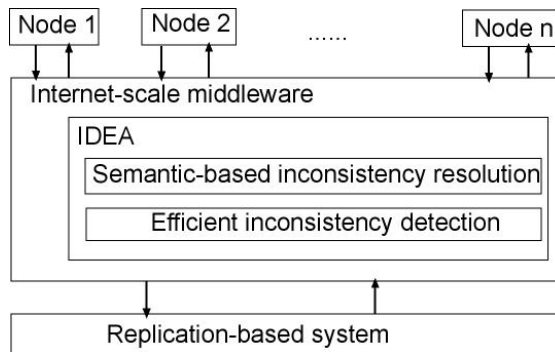 Node 1 Node 2 ...... Node n
Internet-scale middleware
IDEA
Semantic-based inconsistency resolution
Efficient inconsistency detection
Replication-based system